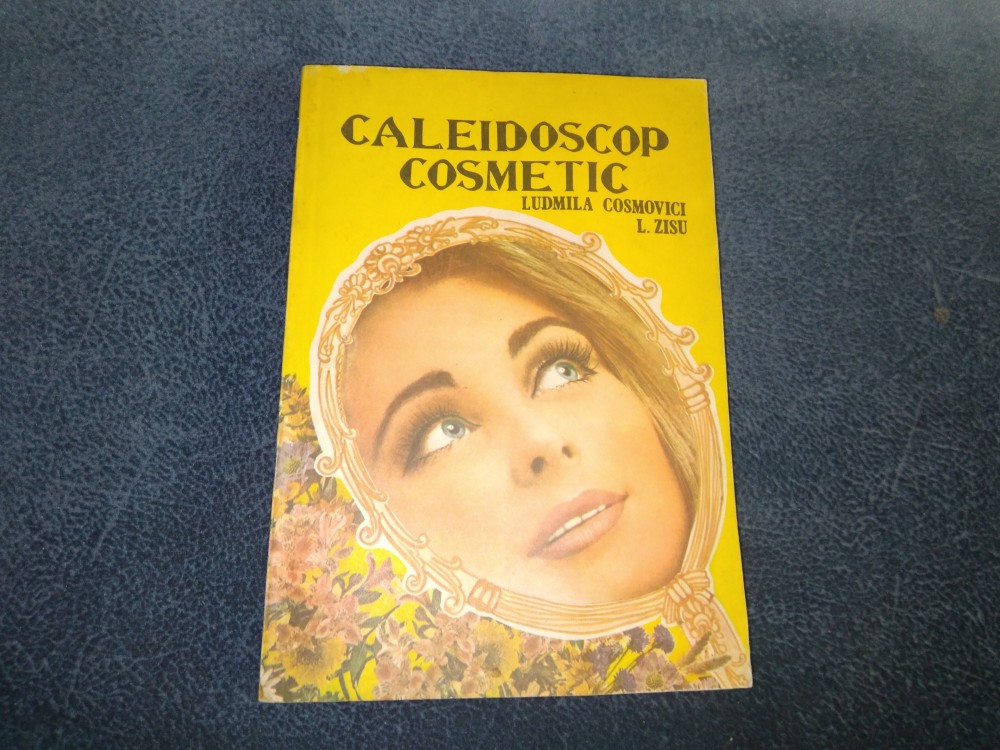 CALEIDOSCOP
COSMETIC
LUDMILA COSMOVICI
L. ZISU